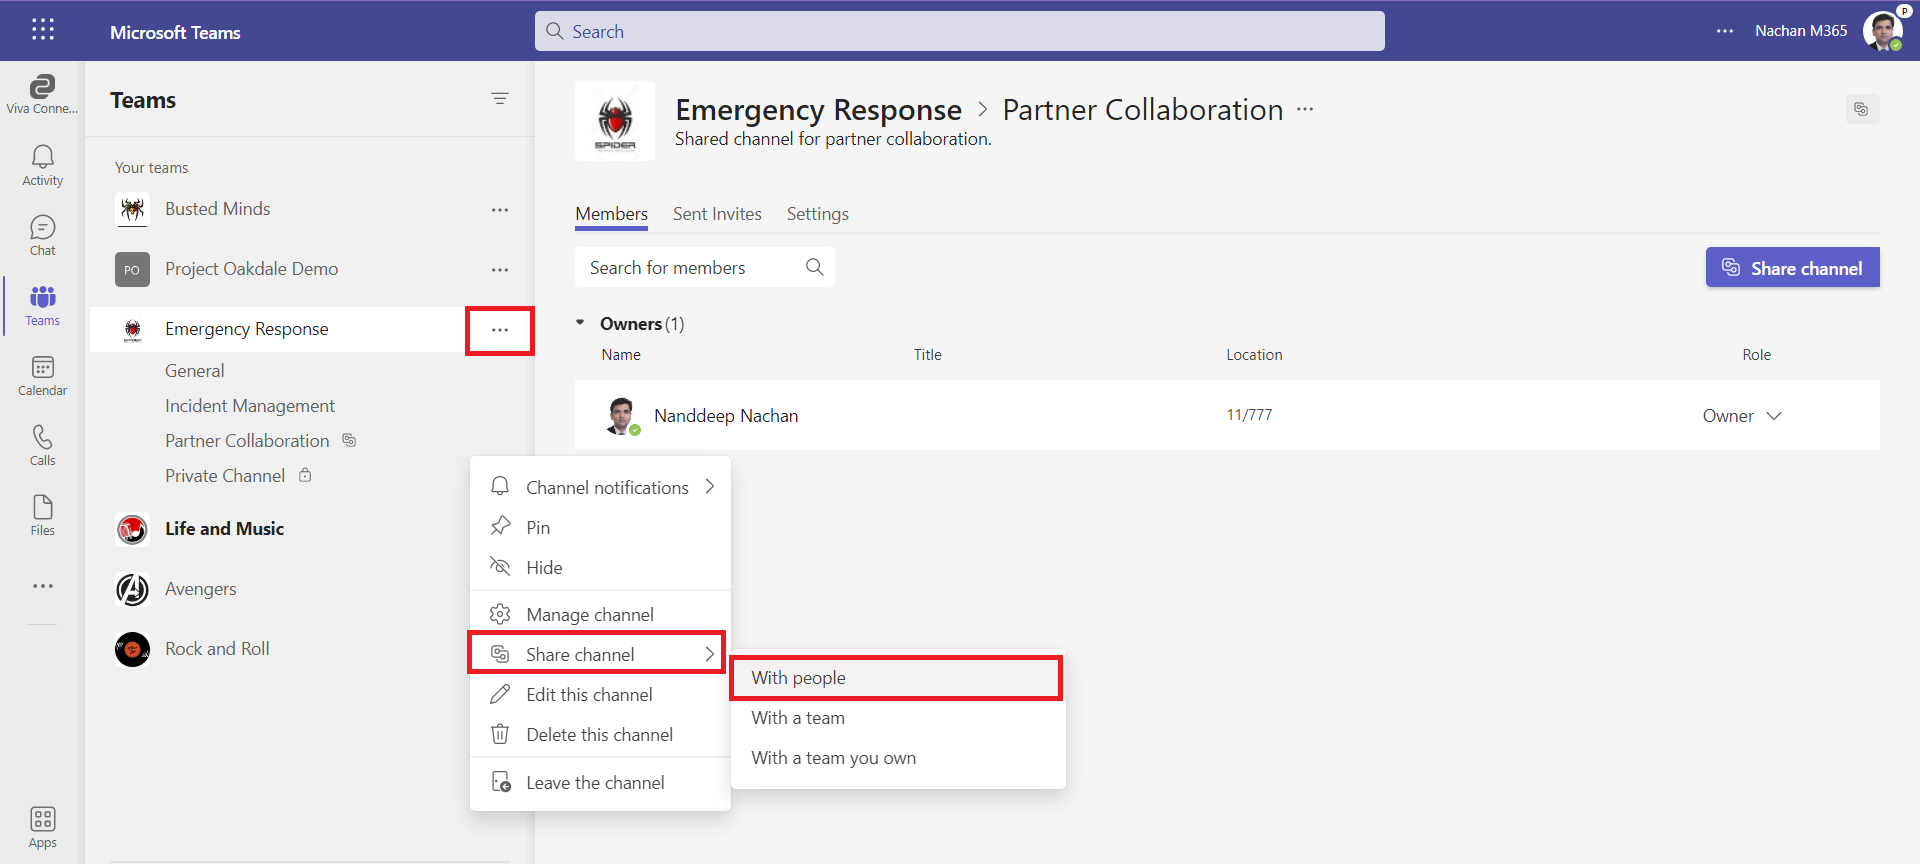 Microsoft Teams
Search
Nachan M365
P
Viva Conne...
Activity
Chat
Teams
Calendar
Calls
Files
Apps
Teams
Your teams
Busted Minds
PO
Project Oakdale Demo
Emergency Response
General
Incident Management
Partner Collaboration
Private Channel
Life and Music
Avengers
Rock and Roll
SPIDER
Emergency Response > Partner Collaboration ...
Shared channel for partner collaboration.
Members Sent Invites Settings
Search for members
Share channel
Owners (1)
Name Title Location Role
Nanddeep Nachan 11/777 Owner
Channel notifications
Pin
Hide
Manage channel
Share channel
Edit this channel
Delete this channel
Leave the channel
With people
With a team
With a team you own